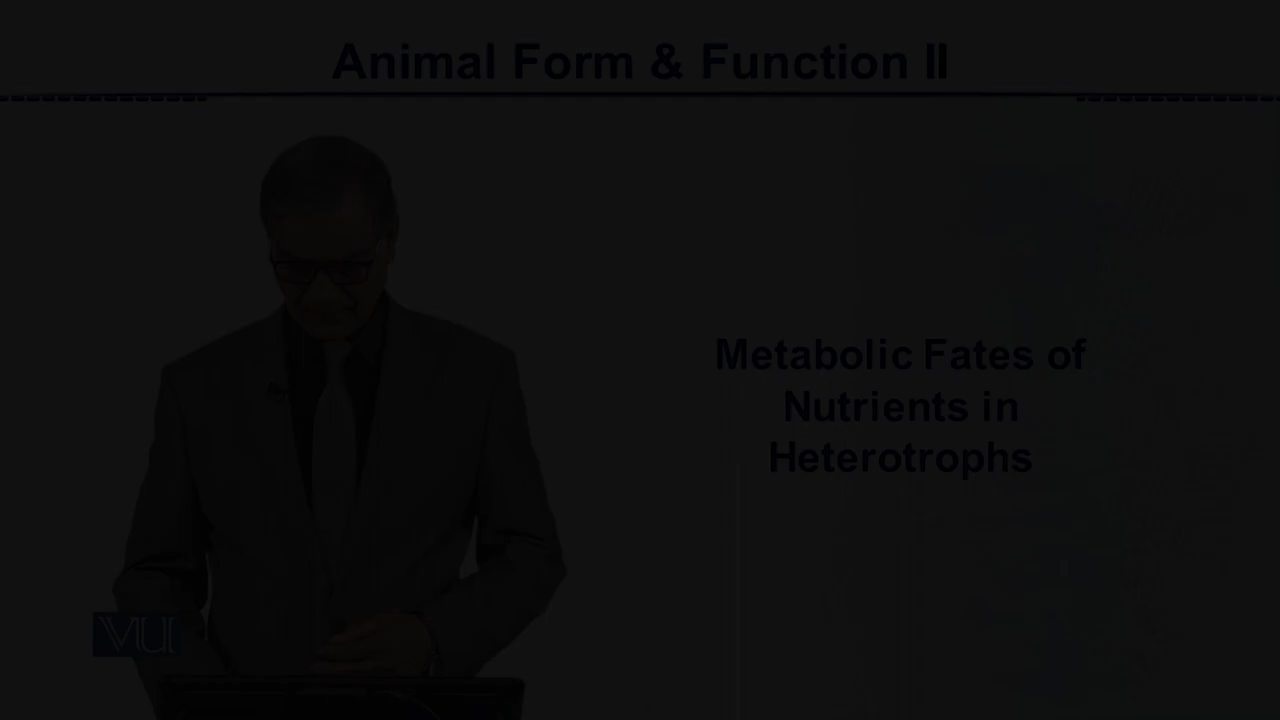 Animal Form & Function II
Metabolic Fates of
Nutrients in
Heterotrophs
VU